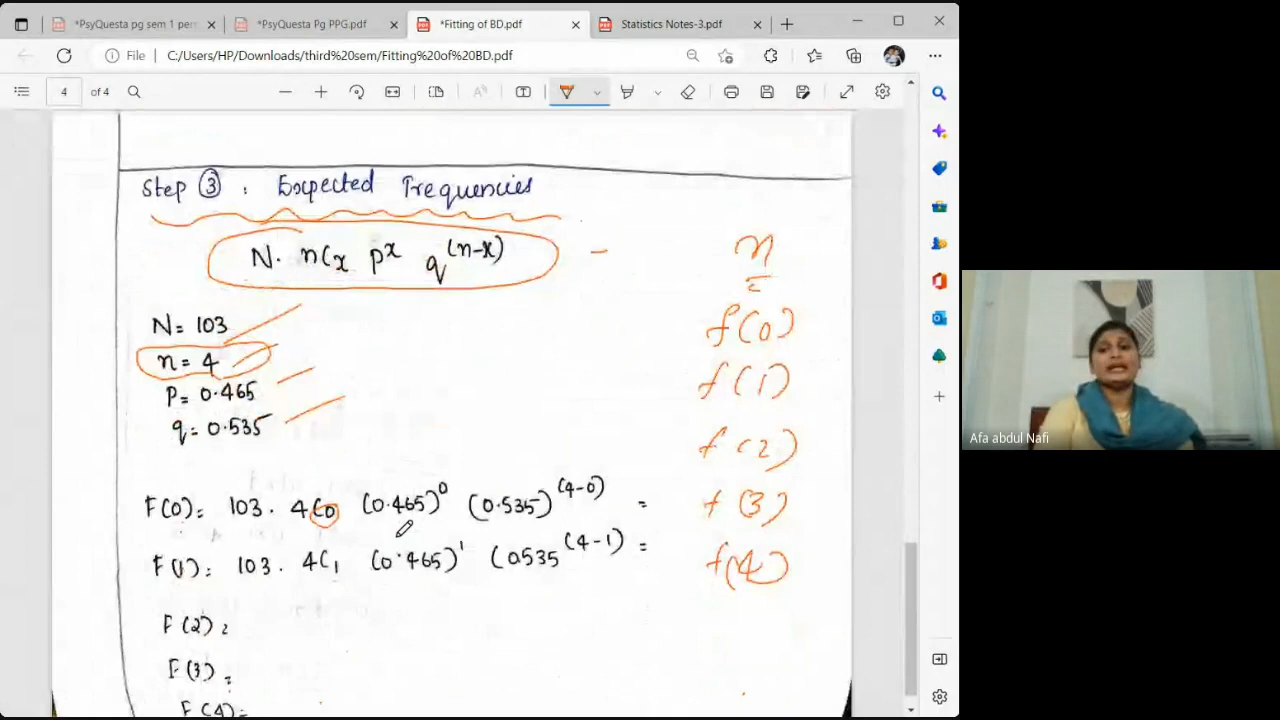 *PsyQuesta pg sem 1 pers
*PsyQuesta Pg PPG.pdf
*Fitting of BD.pdf
Statistics Notes-3.pdf
File
C:/Users/HP/Downloads/third%20sem/Fitting%20of%20BD.pdf
4 of 4
Step ③ : Expected Frequencies
N. nCx p^x q^(n-x)
n
N= 103
n= 4
P= 0.465
q= 0.535
f(0)
f(1)
f(2)
f(3)
f(4)
F(0)= 103. 4C0 (0.465)^0 (0.535)^(4-0) =
F(1)= 103. 4C1 (0.465)^1 (0535^(4-1) =
F(2)=
F(3)=
F(4)=
Afa abdul Nafi